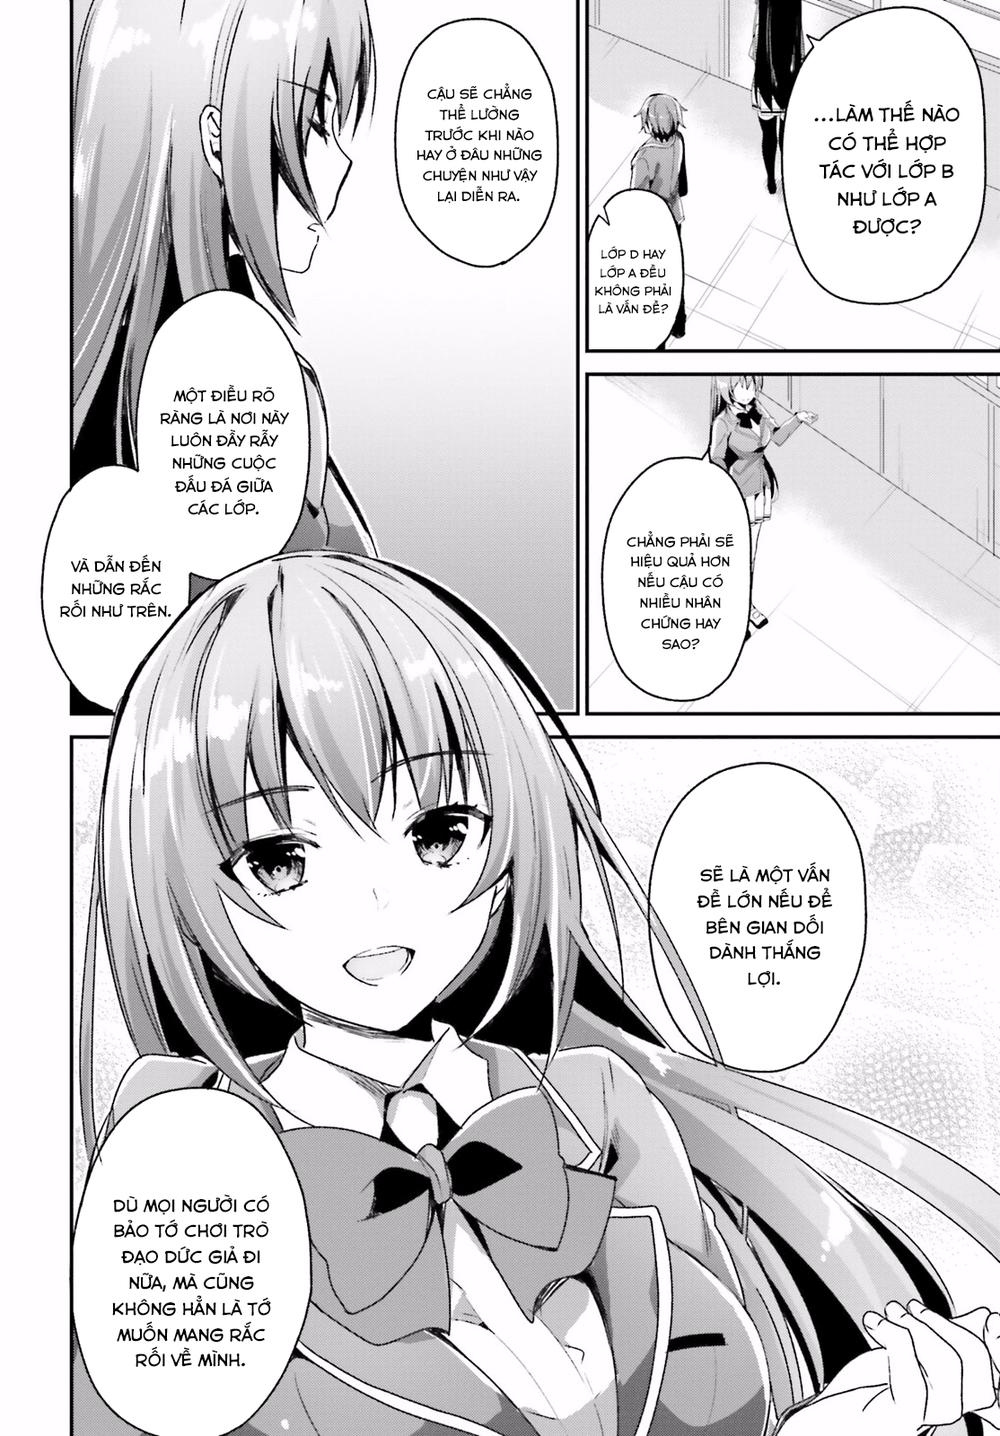 ...LÀM THẾ NÀO
CÓ THỂ HỢP
TÁC VỚI LỚP B
NHƯ LỚP A
ĐƯỢC?
LỚP D HAY
LỚP A ĐỀU
KHÔNG PHẢI
LÀ VẤN ĐỀ?
CHẲNG PHẢI SẼ
HIỆU QUẢ HƠN
NẾU CẬU CÓ
NHIỀU NHÂN
CHỨNG HAY
SAO?
CẬU SẼ CHẲNG
THỂ LƯỜNG
TRƯỚC KHI NÀO
HAY Ở ĐÂU NHỮNG
CHUYỆN NHƯ VẬY
LẠI DIỄN RA.
MỘT ĐIỀU RÕ
RÀNG LÀ NƠI NÀY
LUÔN ĐẦY RẪY
NHỮNG CUỘC
ĐẤU ĐÁ GIỮA
CÁC LỚP.
VÀ DẪN ĐẾN
NHỮNG RẮC
RỐI NHƯ TRÊN.
SẼ LÀ MỘT VẤN
ĐỀ LỚN NẾU ĐỂ
BÊN GIAN DỐI
DÀNH THẮNG
LỢI.
DÙ MỌI NGƯỜI CÓ
BẢO TỚ CHƠI TRÒ
ĐẠO DỨC GIẢ ĐI
NỮA, MÀ CŨNG
KHÔNG HẲN LÀ TỚ
MUỐN MANG RẮC
RỐI VỀ MÌNH.